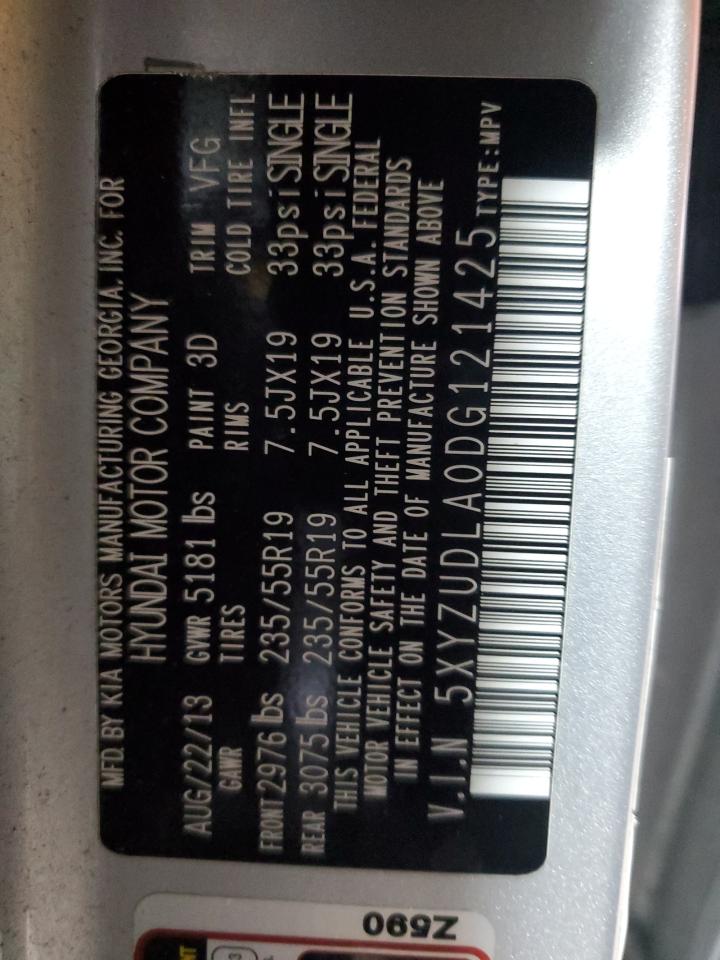 MFD. BY KIA MOTORS MANUFACTURING GEORGIA, INC. FOR
HYUNDAI MOTOR COMPANY
AUG/22/13 GVWR 5181 lbs PAINT 3D TRIM VFG
GAWR TIRES RIMS COLD TIRE INFL
FRONT 2976 lbs 235/55R19 7.5JX19 33psi SINGLE
REAR 3075 lbs 235/55R19 7.5JX19 33psi SINGLE
THIS VEHICLE CONFORMS TO ALL APPLICABLE U.S.A. FEDERAL
MOTOR VEHICLE SAFETY AND THEFT PREVENTION STANDARDS
IN EFFECT ON THE DATE OF MANUFACTURE SHOWN ABOVE
V.I.N 5XYZUDLA0DG121425 TYPE:MPV
Z590